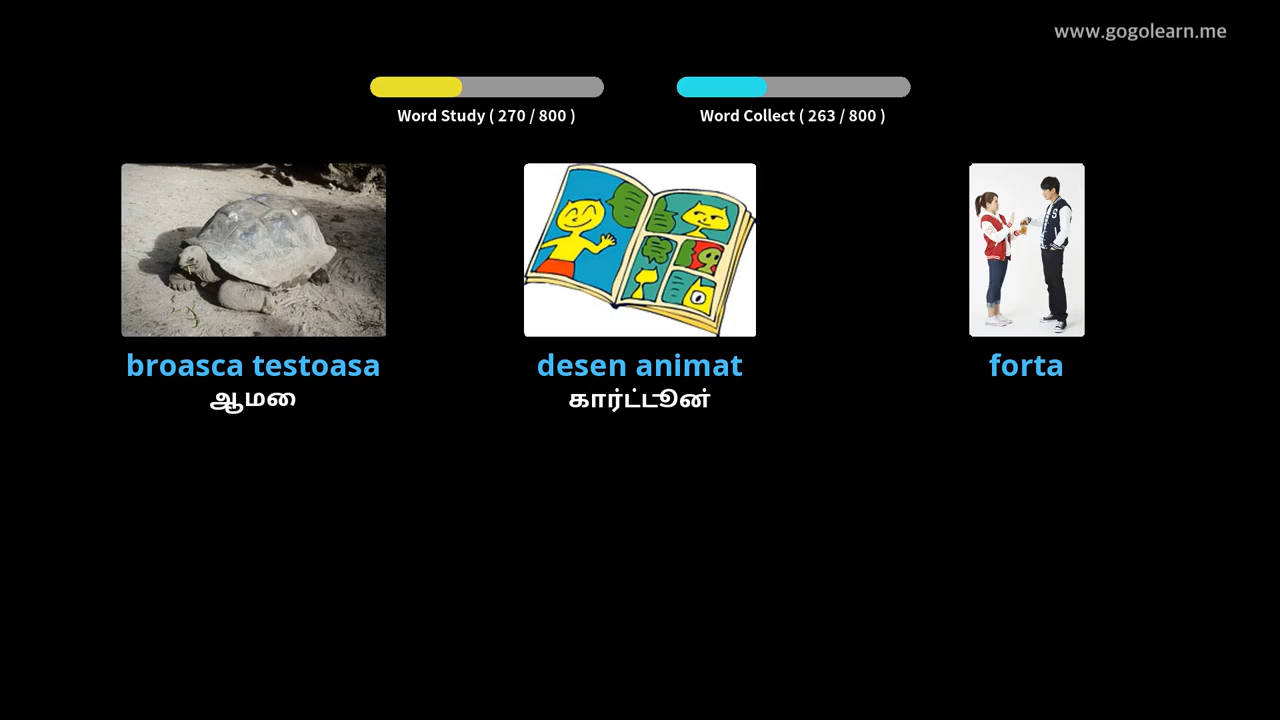 www.gogolearn.me
Word Study ( 270 / 800 )
Word Collect ( 263 / 800 )
broasca testoasa
ஆமை
desen animat
கார்ட்டூன்
forta